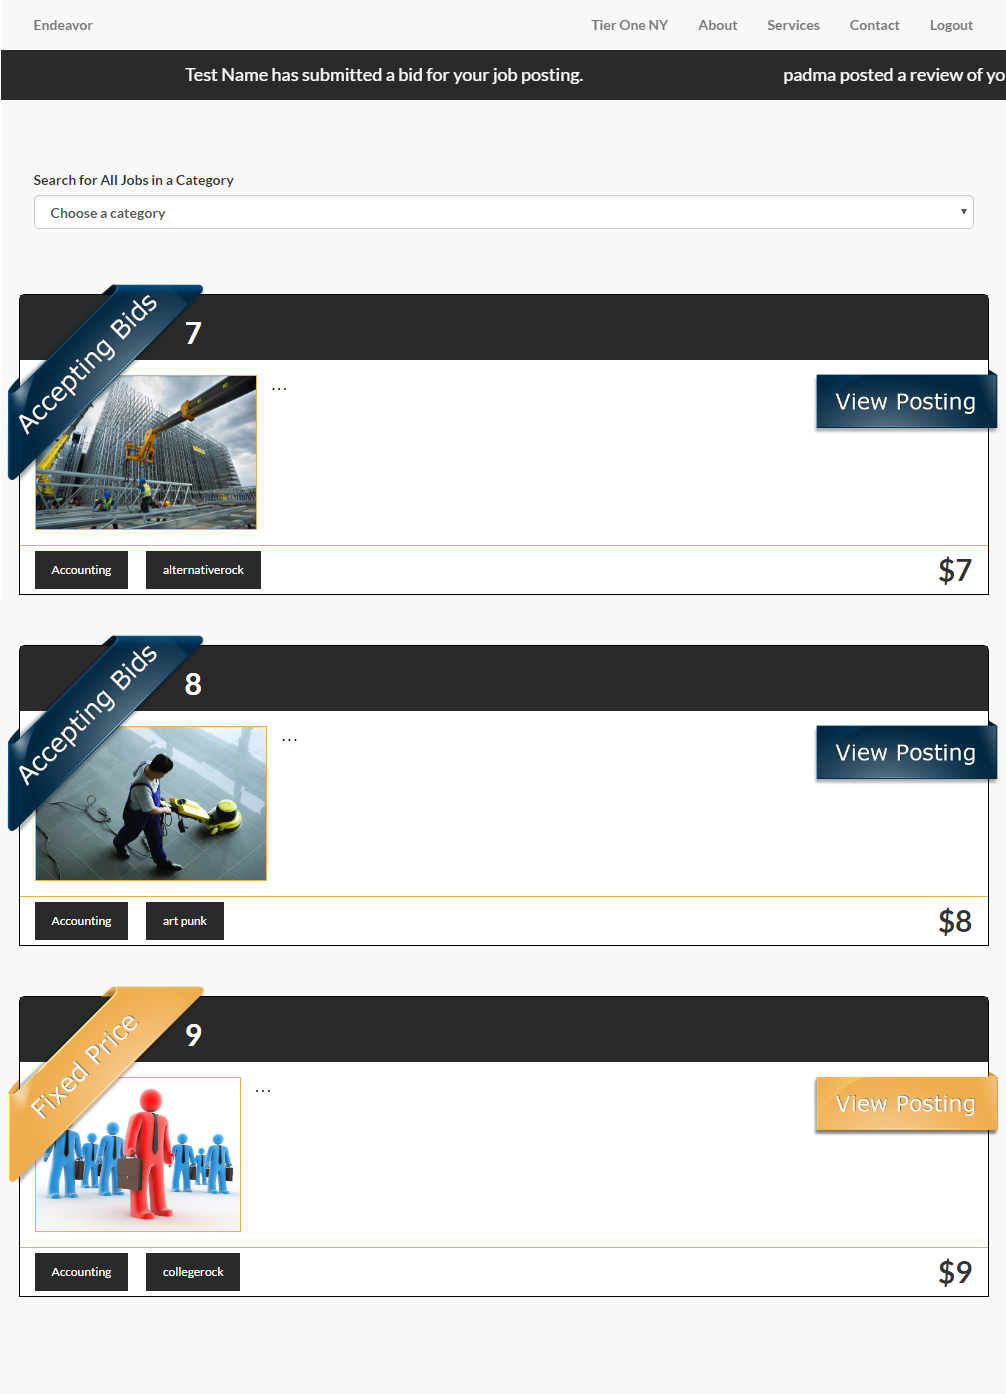 Endeavor Tier One NY About Services Contact Logout
Test Name has submitted a bid for your job posting. padma posted a review of yo
Search for All Jobs in a Category
Choose a category
Accepting Bids
7
...
View Posting
Accounting alternativerock $7
Accepting Bids
8
...
View Posting
Accounting art punk $8
Fixed Price
9
...
View Posting
Accounting collegerock $9